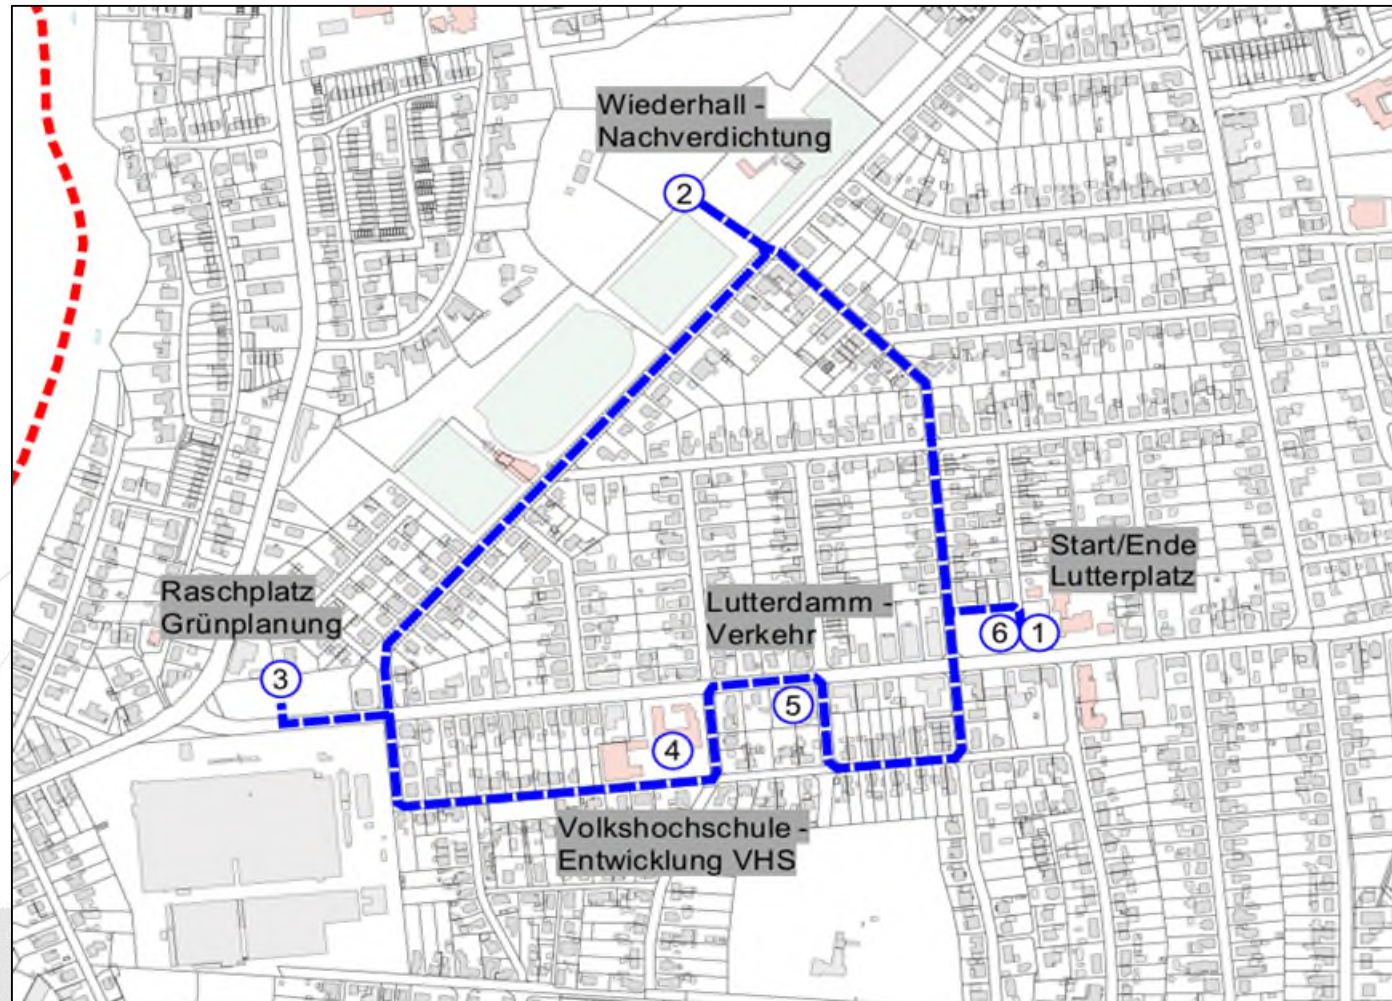 Wiederhall -
Nachverdichtung
2
Start/Ende
Lutterplatz
Raschplatz
Grünplanung
Lutterdamm -
Verkehr
6
1
3
5
4
Volkshochschule -
Entwicklung VHS